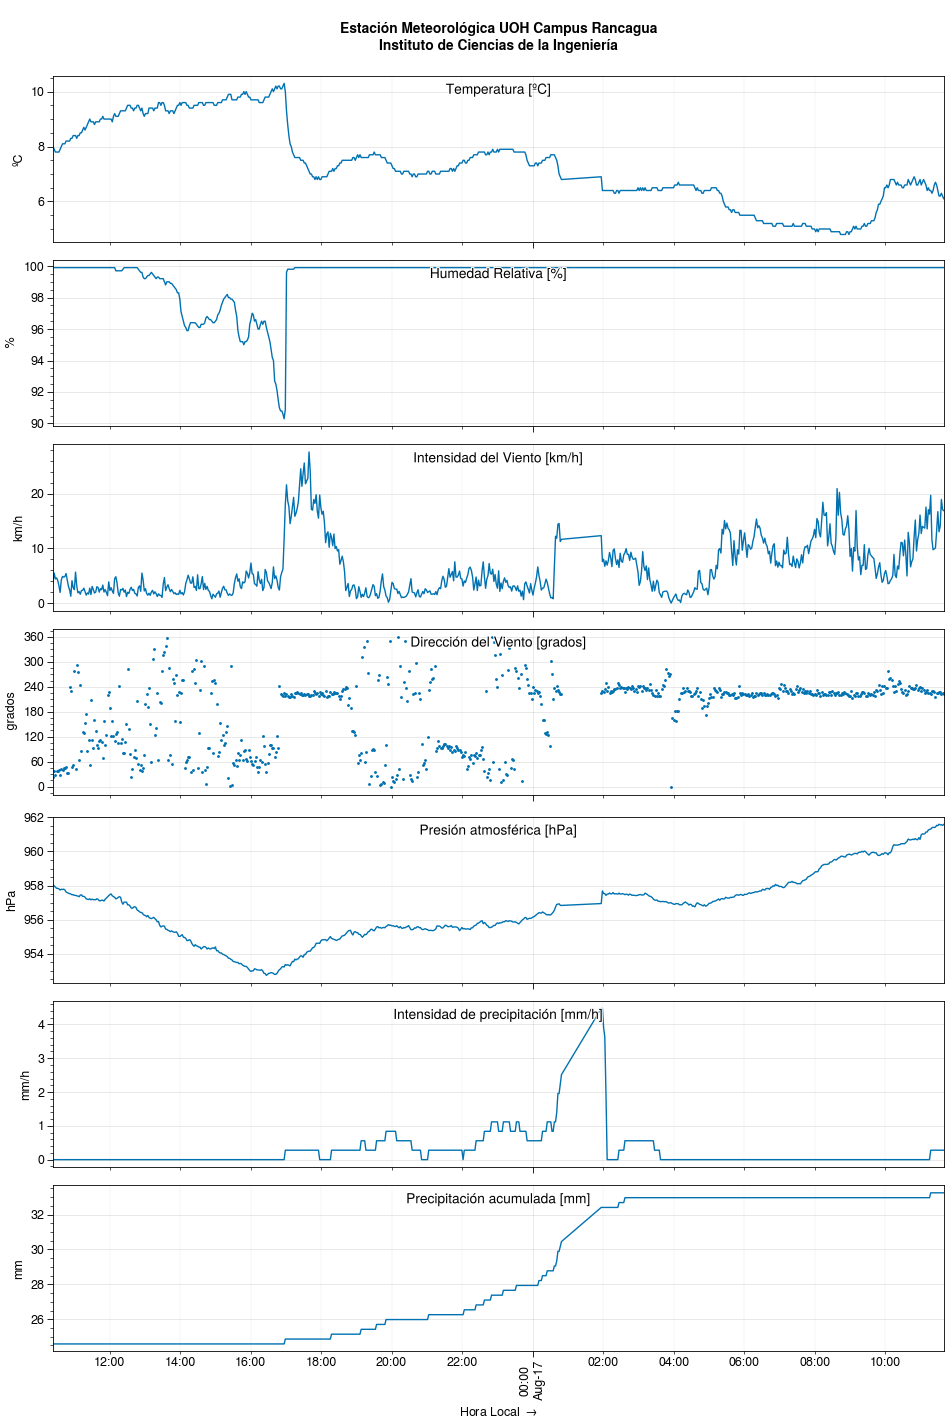 Estación Meteorológica UOH Campus Rancagua
Instituto de Ciencias de la Ingeniería
Temperatura [ºC]
ºC
10
8
6
Humedad Relativa [%]
%
100
98
96
94
92
90
Intensidad del Viento [km/h]
km/h
20
10
0
Dirección del Viento [grados]
grados
360
300
240
180
120
60
0
Presión atmosférica [hPa]
hPa
962
960
958
956
954
Intensidad de precipitación [mm/h]
mm/h
4
3
2
1
0
Precipitación acumulada [mm]
mm
32
30
28
26
12:00 14:00 16:00 18:00 20:00 22:00 00:00 02:00 04:00 06:00 08:00 10:00
Aug-17
Hora Local →